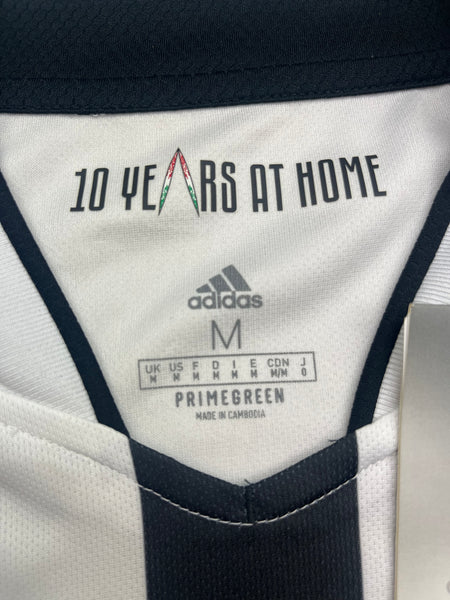 10 YEARS AT HOME
adidas
M
UK US F D I E CDN J
M M M M M M M/M O
PRIMEGREEN
MADE IN CAMBODIA